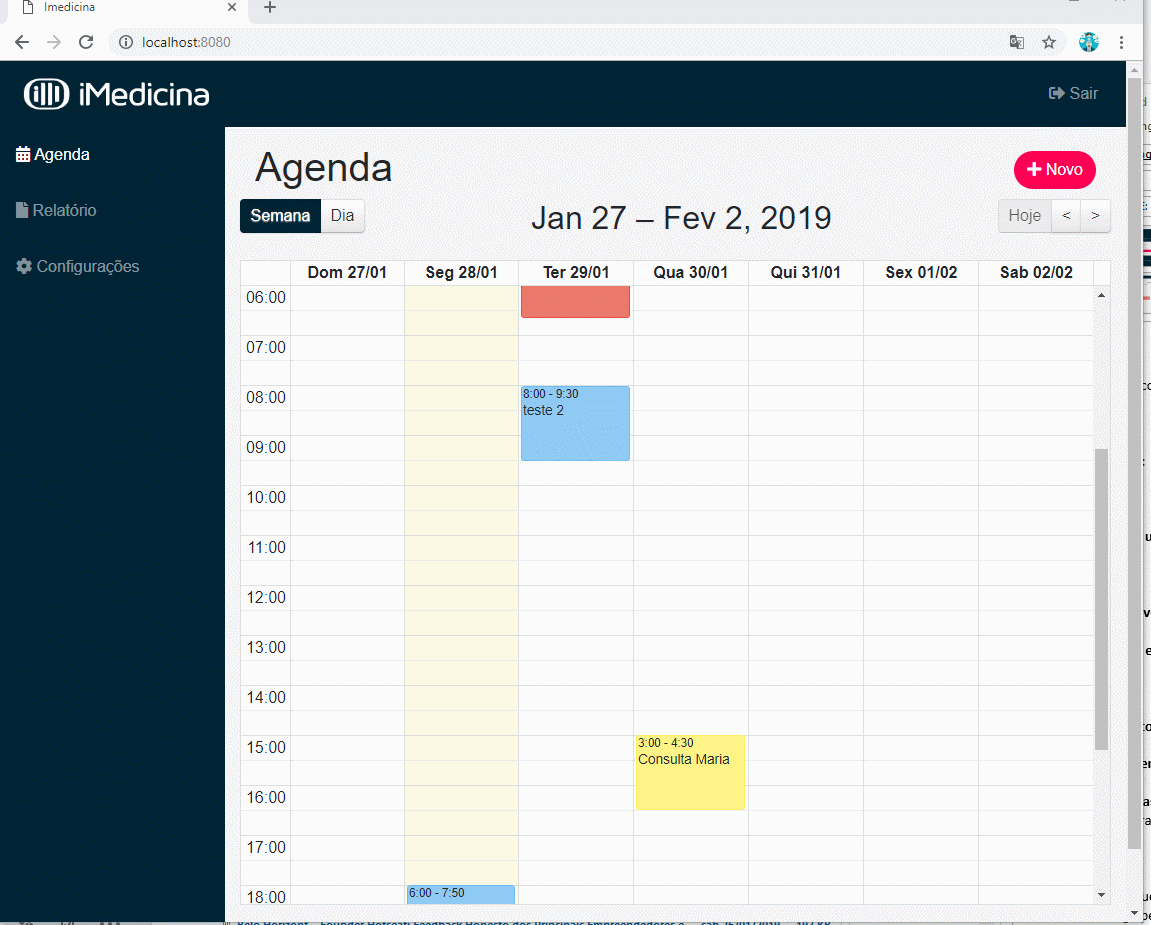 Imedicina
localhost:8080
iMedicina
Sair
Agenda
Relatório
Configurações
Agenda
Novo
Semana Dia
Jan 27 – Fev 2, 2019
Hoje < >
Dom 27/01 Seg 28/01 Ter 29/01 Qua 30/01 Qui 31/01 Sex 01/02 Sab 02/02
06:00
07:00
08:00
8:00 - 9:30
teste 2
09:00
10:00
11:00
12:00
13:00
14:00
15:00
3:00 - 4:30
Consulta Maria
16:00
17:00
18:00
6:00 - 7:50